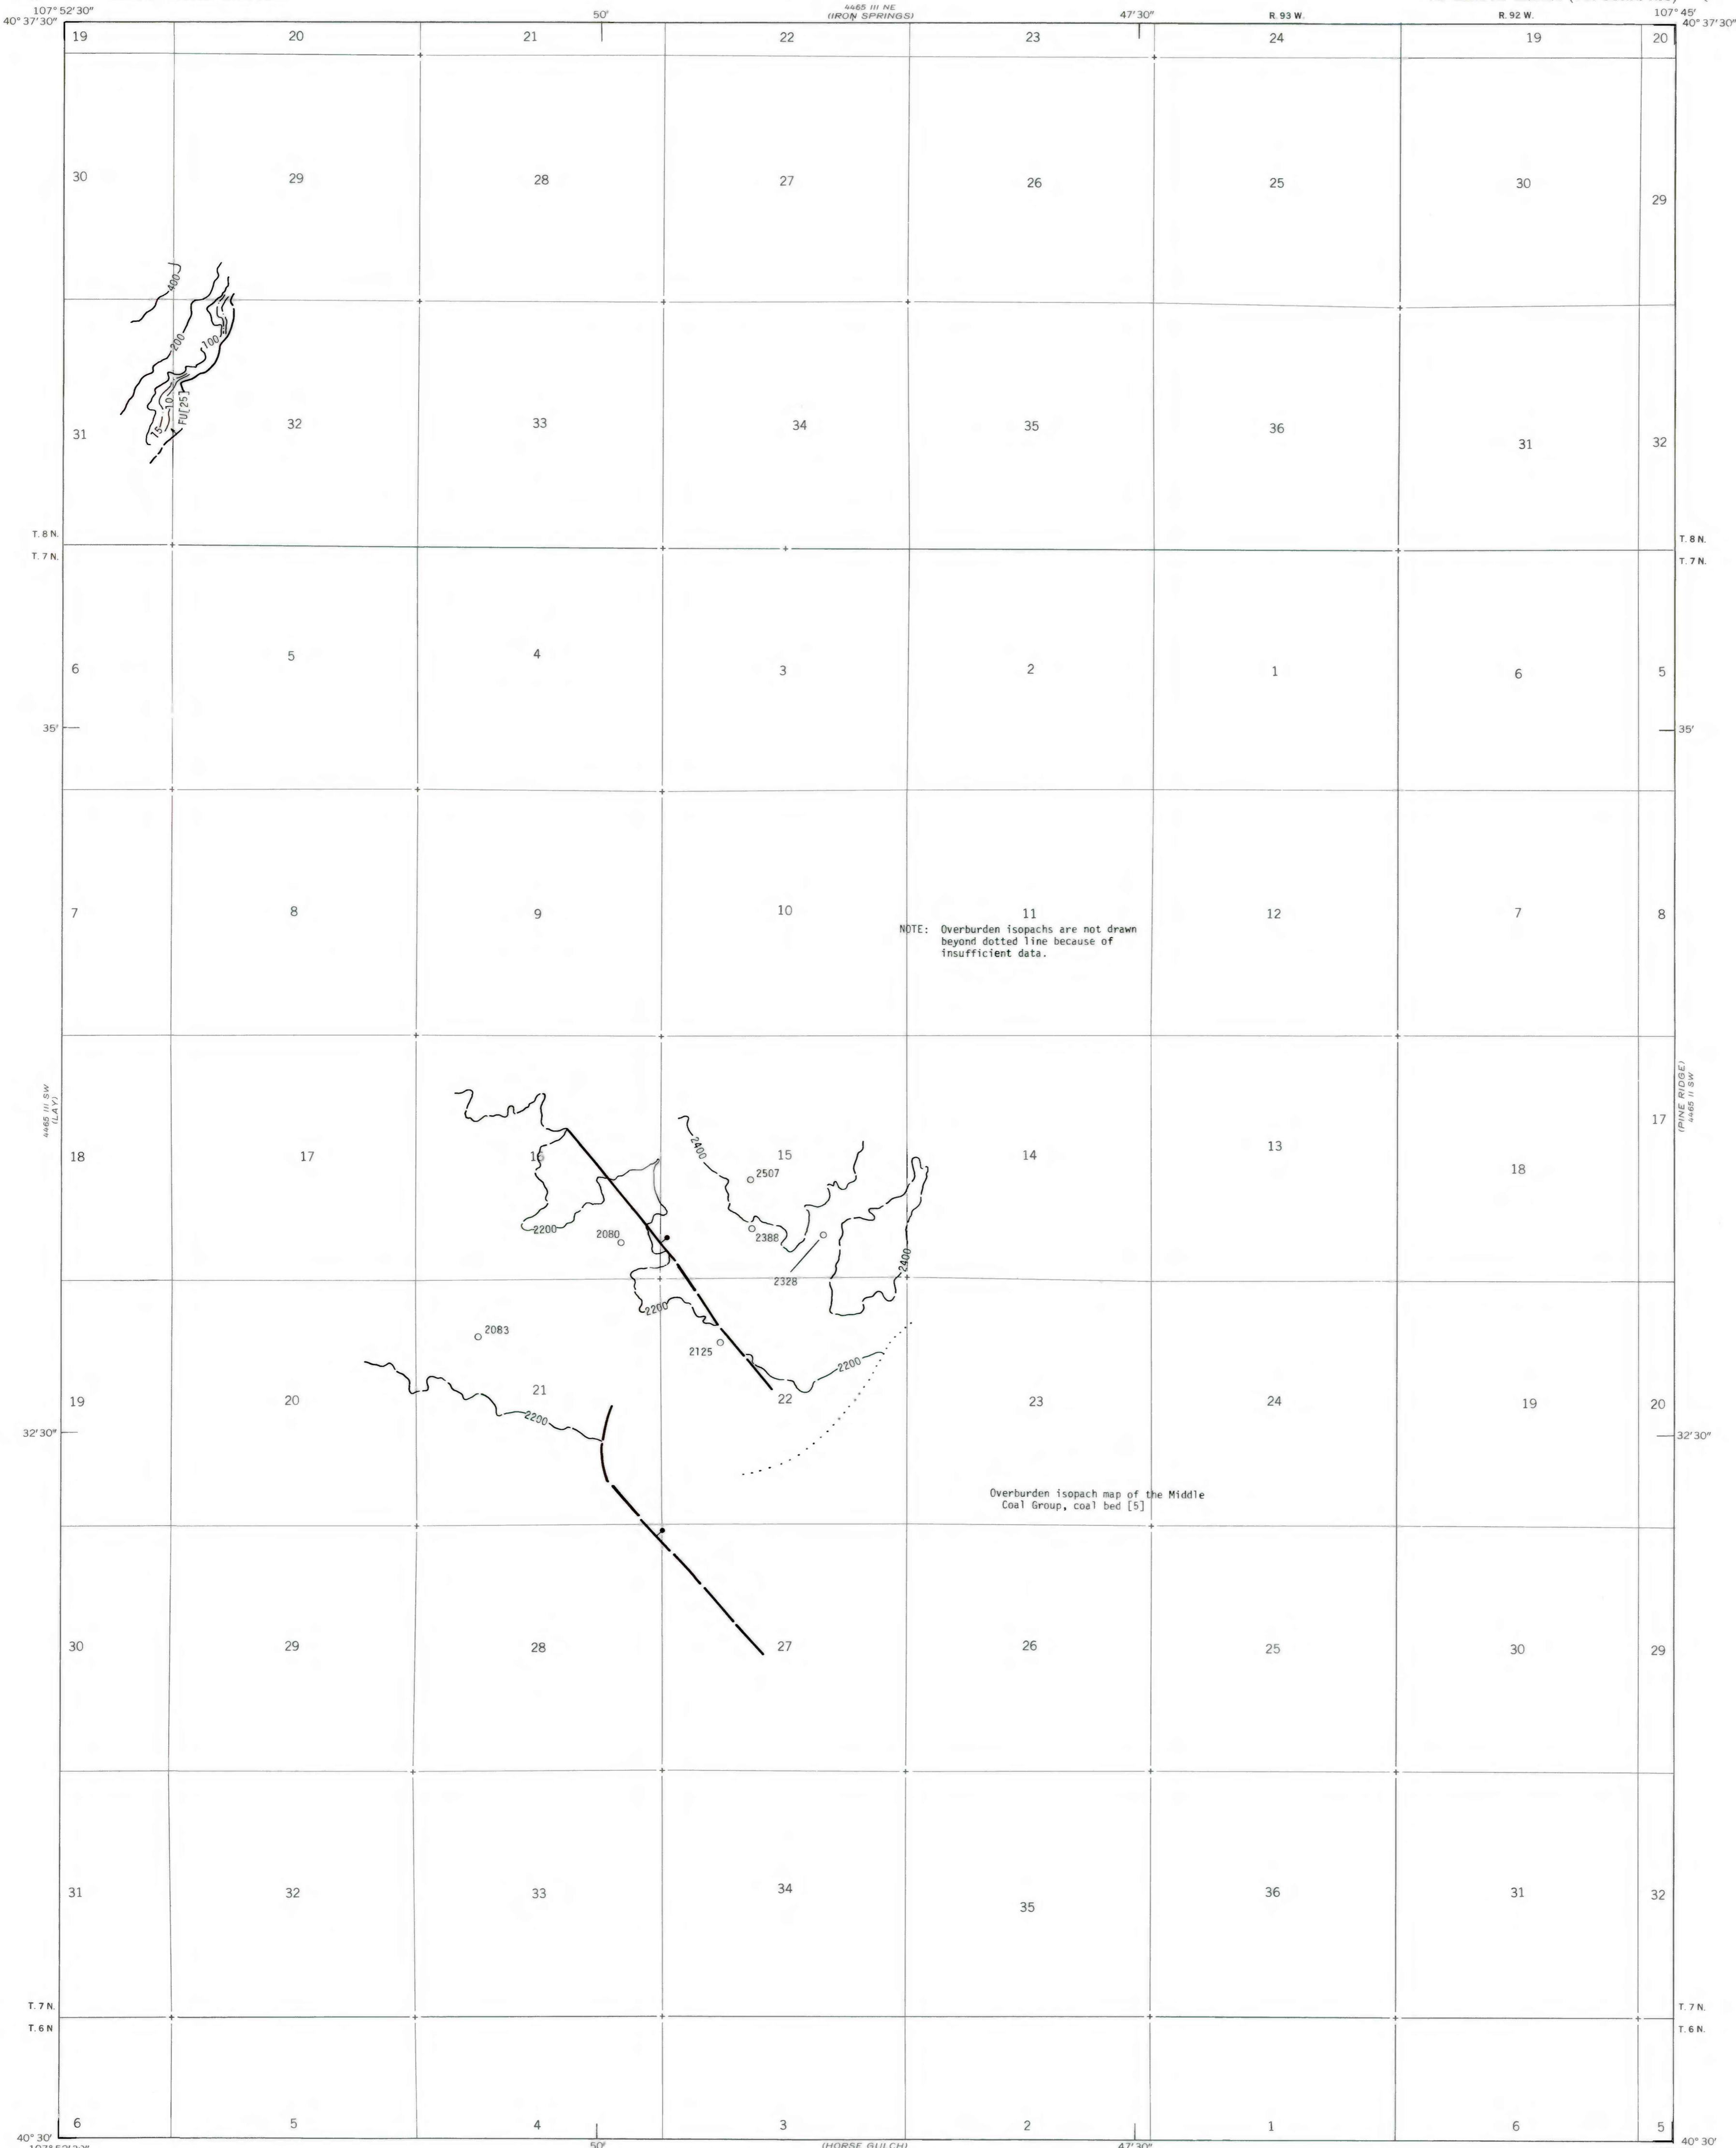 107° 52' 30"
50'
4465 III NE
(IRON SPRINGS)
47'30"
R. 93 W.
R. 92 W.
107° 45'
40° 37' 30"
40° 37'30"
19 20 21 22 23 24 19 20
30 29 28 27 26 25 30 29
400
200
100
10
15
FU[25]
31 32 33 34 35 36 31 32
T. 8 N.
T. 8 N.
T. 7 N.
T. 7 N.
6 5 4 3 2 1 6 5
35'
35'
7 8 9 10 11 12 7 8
NOTE: Overburden isopachs are not drawn
beyond dotted line because of
insufficient data.
4465 III SW
(LAY)
(PINE RIDGE)
4465 II SW
18 17 16 15 14 13 18 17
2400
2507
2200
2080
2388
2328
2400
2200
2083
2125
2200
19 20 21 22 23 24 19 20
2200
32'30"
32'30"
Overburden isopach map of the Middle
Coal Group, coal bed [5]
30 29 28 27 26 25 30 29
31 32 33 34 35 36 31 32
T. 7 N.
T. 7 N.
T. 6 N
T. 6 N.
6 5 4 3 2 1 6 5
40° 30'
40° 30'
50'
(HORSE GULCH)
47'30"